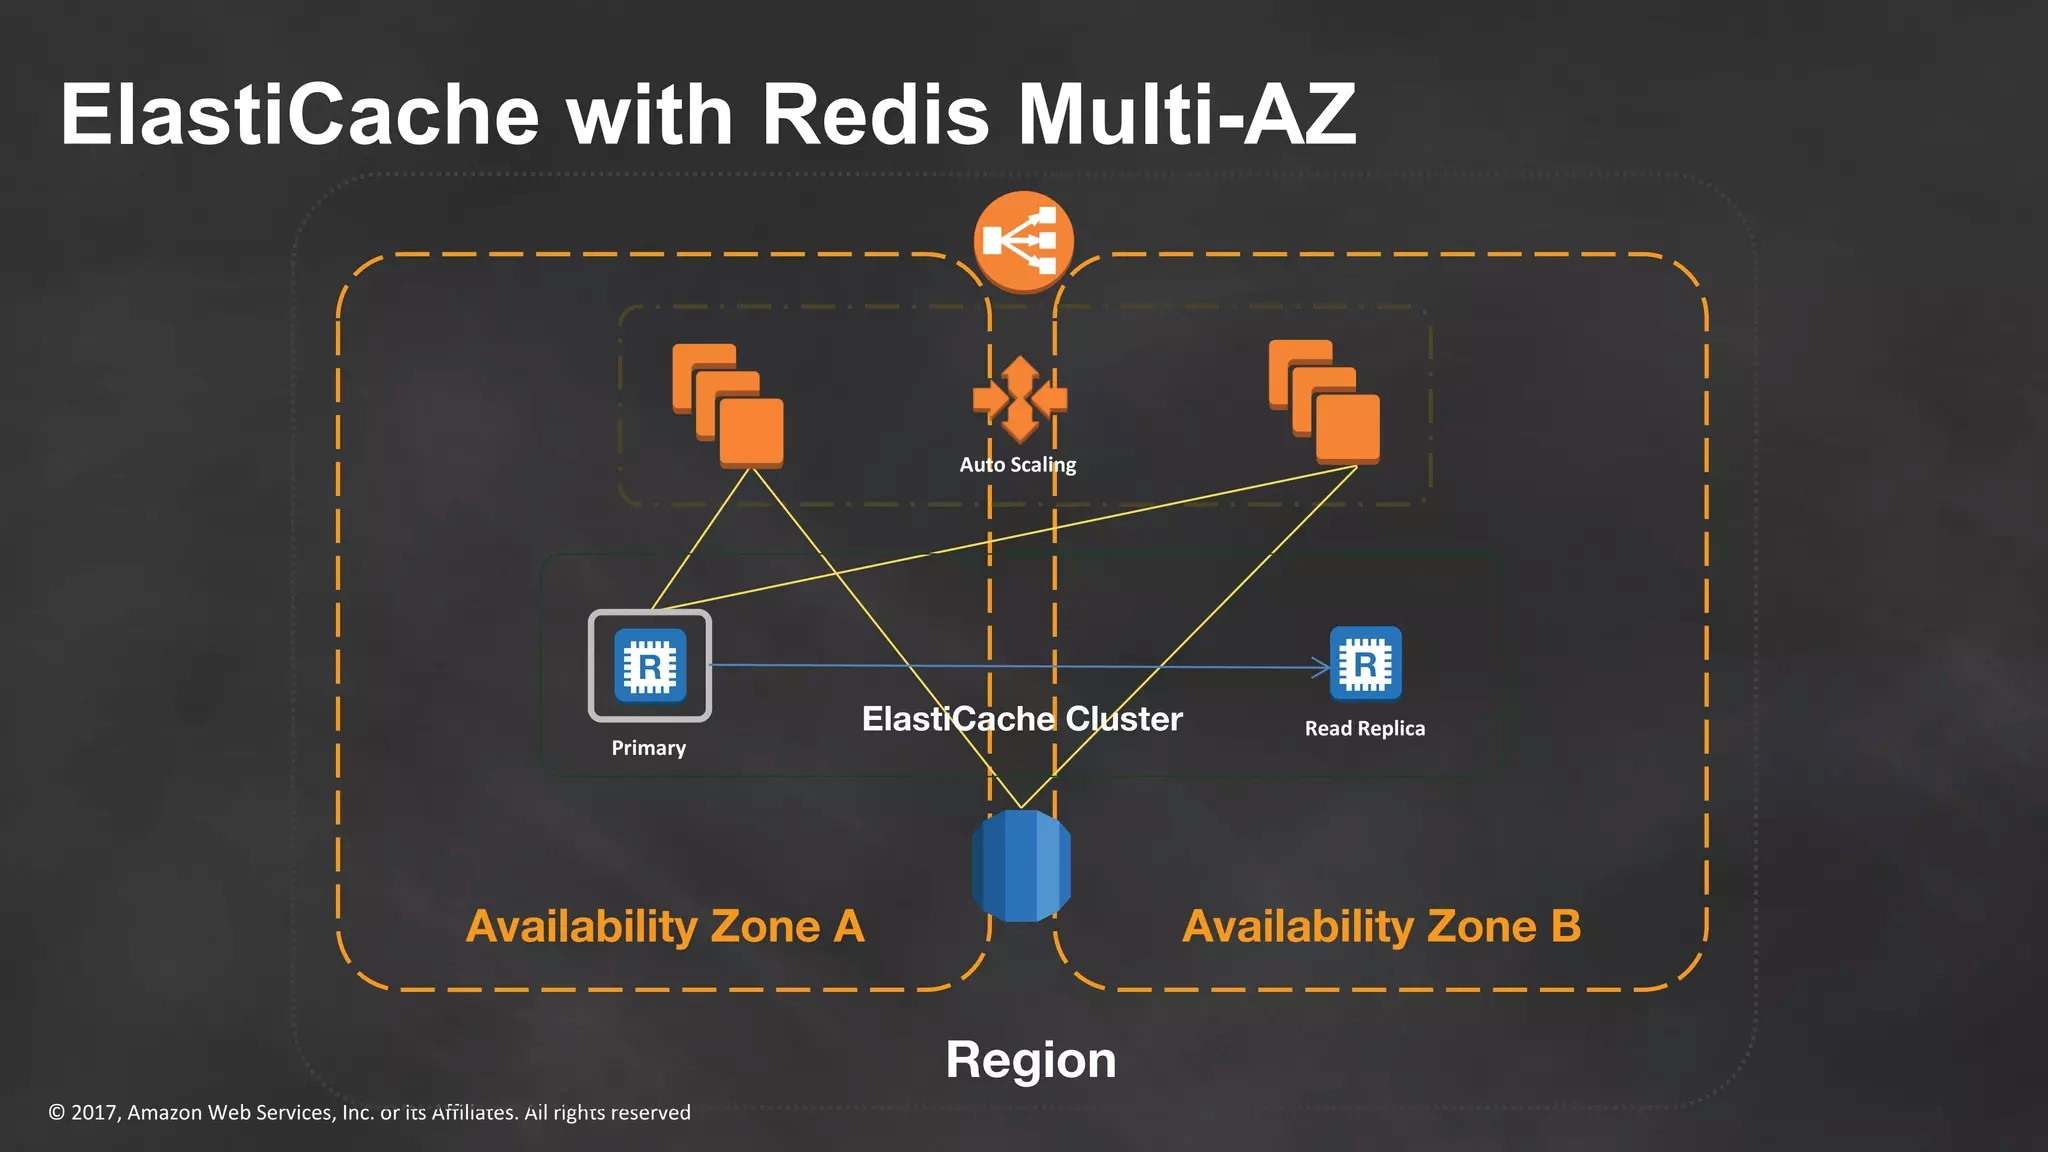 ElastiCache with Redis Multi-AZ
Auto Scaling
R
R
ElastiCache Cluster
Read Replica
Primary
Availability Zone A
Availability Zone B
Region
© 2017, Amazon Web Services, Inc. or its Affiliates. All rights reserved